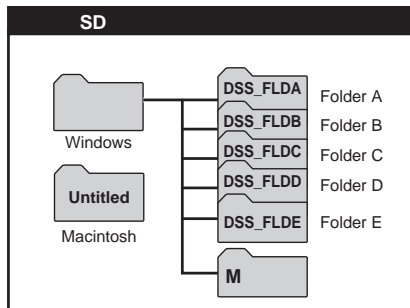 SD
DSS_FLDA
Folder A
DSS_FLDB
Folder B
Windows
DSS_FLDC
Folder C
DSS_FLDD
Folder D
Untitled
DSS_FLDE
Folder E
Macintosh
M